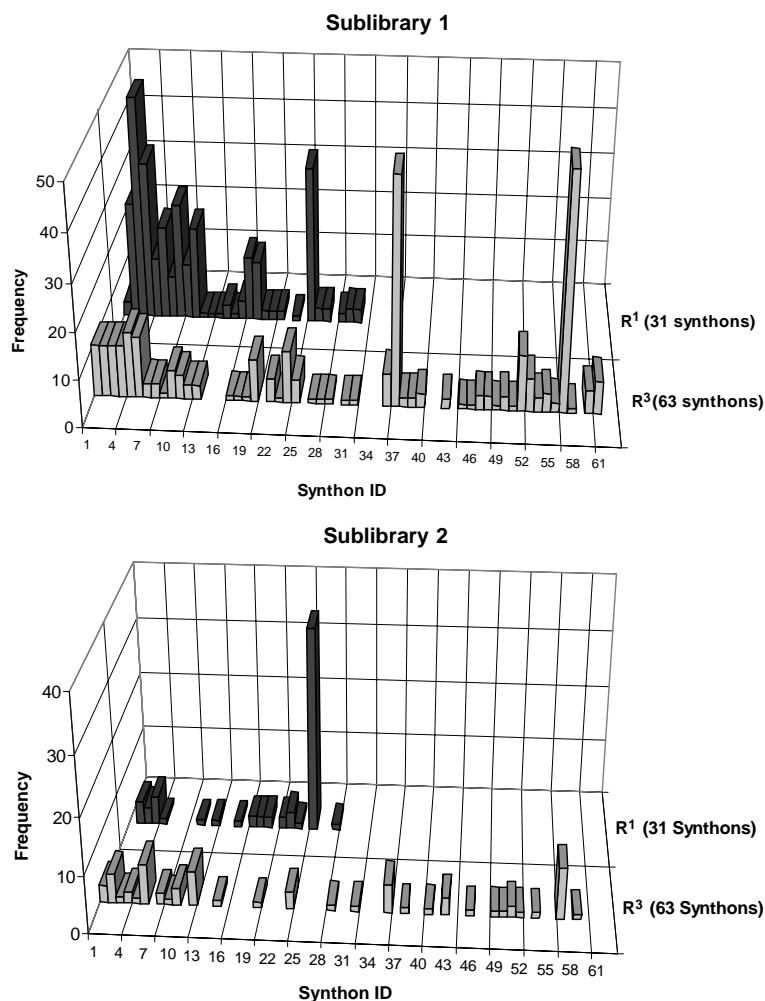 Sublibrary 1
50
40
30
20
10
0
Frequency
1 4 7 10 13 16 19 22 25 28 31 34 37 40 43 46 49 52 55 58 61
Synthon ID
R¹ (31 synthons)
R³(63 synthons)
Sublibrary 2
40
30
20
10
0
Frequency
1 4 7 10 13 16 19 22 25 28 31 34 37 40 43 46 49 52 55 58 61
Synthon ID
R¹ (31 Synthons)
R³ (63 Synthons)